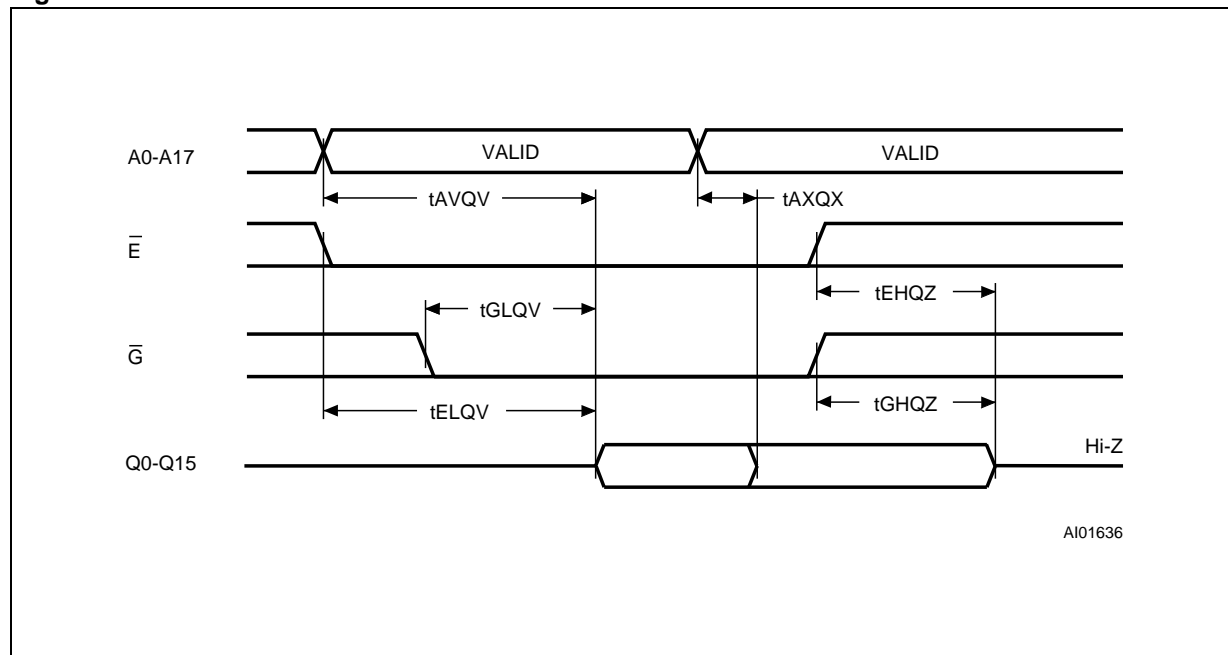 A0-A17
VALID
VALID
tAVQV
tAXQX
E̅
tEHQZ
tGLQV
G̅
tGHQZ
tELQV
Hi-Z
Q0-Q15
AI01636